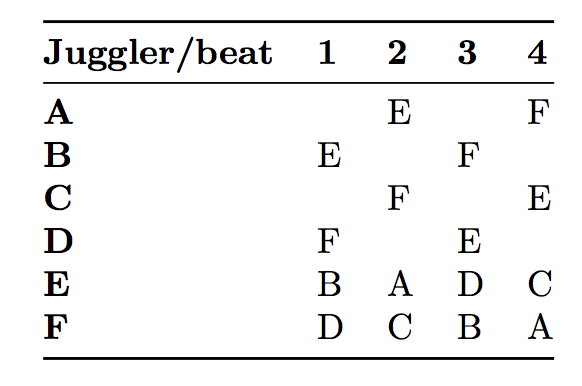 Juggler/beat 1 2 3 4
A E F
B E F
C F E
D F E
E B A D C
F D C B A